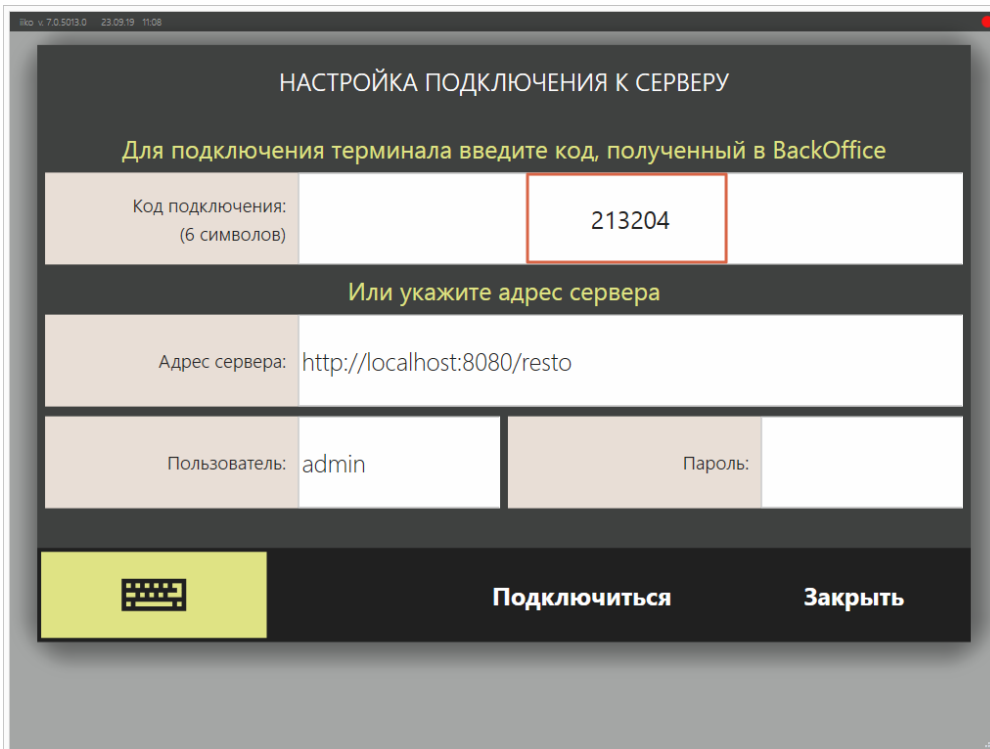 iiko v. 7.0.5013.0 23.09.19 11:08
НАСТРОЙКА ПОДКЛЮЧЕНИЯ К СЕРВЕРУ
Для подключения терминала введите код, полученный в BackOffice
Код подключения:
(6 символов)
213204
Или укажите адрес сервера
Адрес сервера: http://localhost:8080/resto
Пользователь: admin Пароль:
Подключиться Закрыть